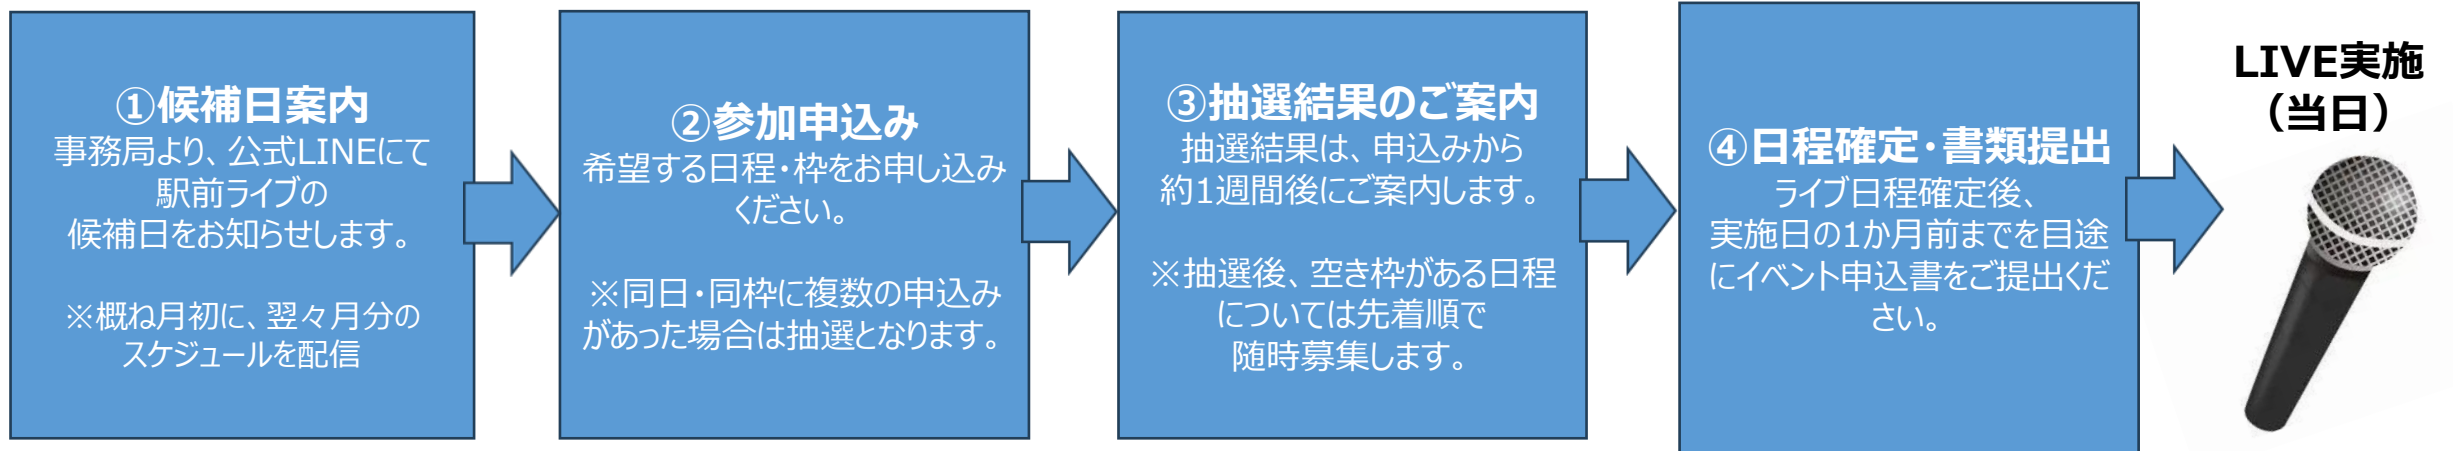 ①候補日案内
事務局より、公式LINEにて
駅前ライブの
候補日をお知らせします。
※概ね月初に、翌々月分の
スケジュールを配信
②参加申込み
希望する日程・枠をお申し込み
ください。
※同日・同枠に複数の申込み
があった場合は抽選となります。
③抽選結果のご案内
抽選結果は、申込みから
約1週間後にご案内します。
※抽選後、空き枠がある日程
については先着順で
随時募集します。
④日程確定・書類提出
ライブ日程確定後、
実施日の1か月前までを目途
にイベント申込書をご提出くだ
さい。
LIVE実施
（当日）